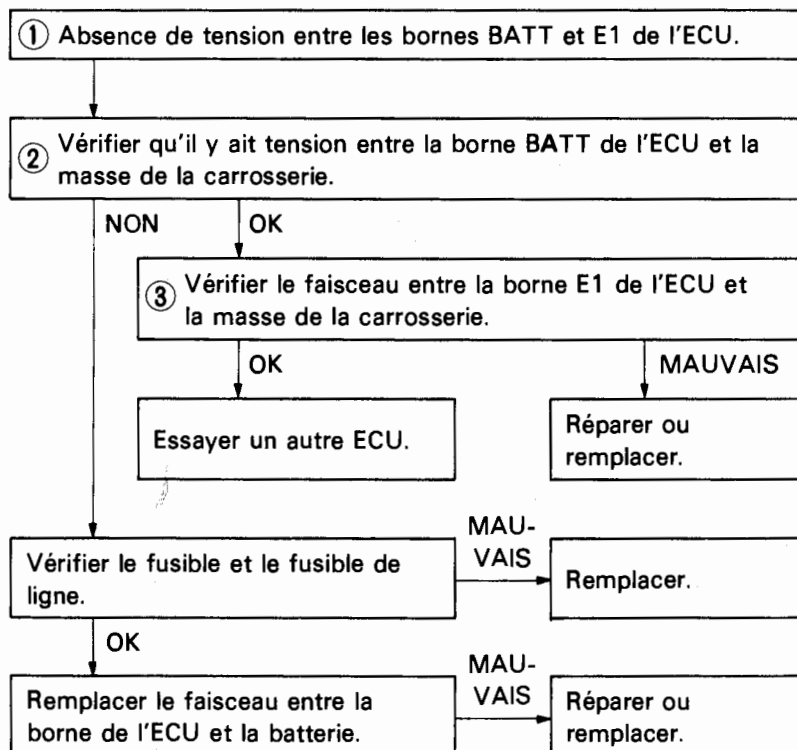 ① Absence de tension entre les bornes BATT et E1 de l'ECU.
② Vérifier qu'il y ait tension entre la borne BATT de l'ECU et la
masse de la carrosserie.
NON
OK
③ Vérifier le faisceau entre la borne E1 de l'ECU et
la masse de la carrosserie.
OK
MAUVAIS
Essayer un autre ECU.
Réparer ou
remplacer.
Vérifier le fusible et le fusible de
ligne.
MAU-
VAIS
Remplacer.
OK
Remplacer le faisceau entre la
borne de l'ECU et la batterie.
MAU-
VAIS
Réparer ou
remplacer.